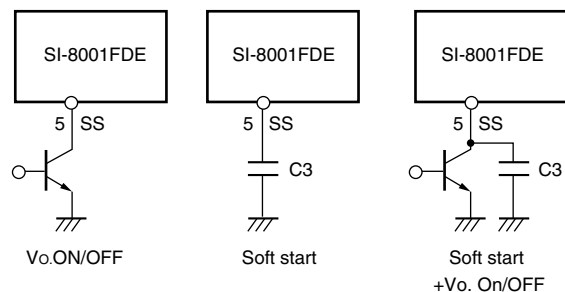 SI-8001FDE
SI-8001FDE
SI-8001FDE
5 SS
5 SS
5 SS
C3
C3
Vo.ON/OFF
Soft start
Soft start
+Vo. On/OFF